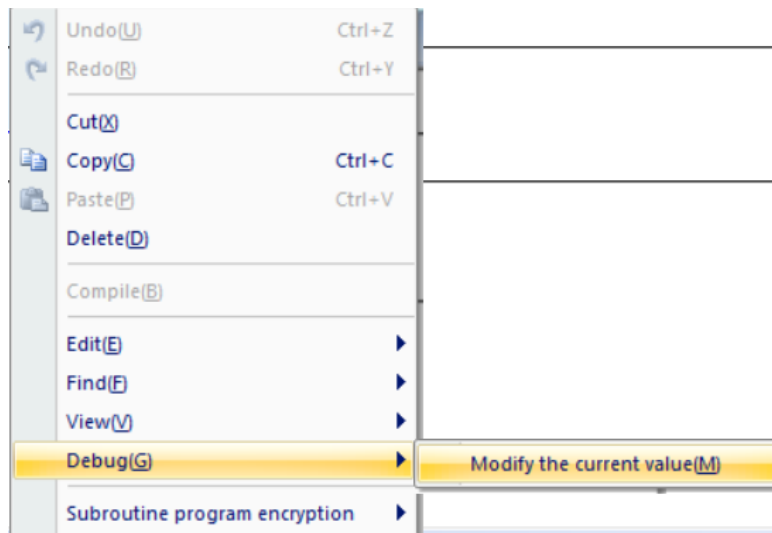 Undo(U) Ctrl+Z
Redo(R) Ctrl+Y
Cut(X)
Copy(C) Ctrl+C
Paste(P) Ctrl+V
Delete(D)
Compile(B)
Edit(E)
Find(F)
View(V)
Debug(G) Modify the current value(M)
Subroutine program encryption